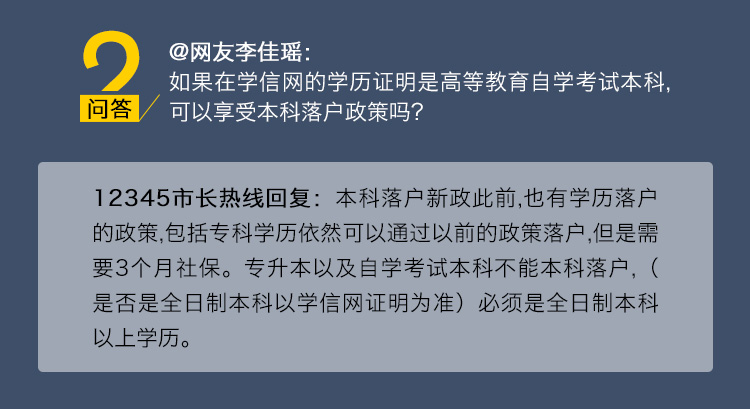 2
问答
@网友李佳瑶：
如果在学信网的学历证明是高等教育自学考试本科，
可以享受本科落户政策吗？
12345市长热线回复：本科落户新政此前,也有学历落户
的政策,包括专科学历依然可以通过以前的政策落户,但是需
要3个月社保。专升本以及自学考试本科不能本科落户,（
是否是全日制本科以学信网证明为准）必须是全日制本科
以上学历。